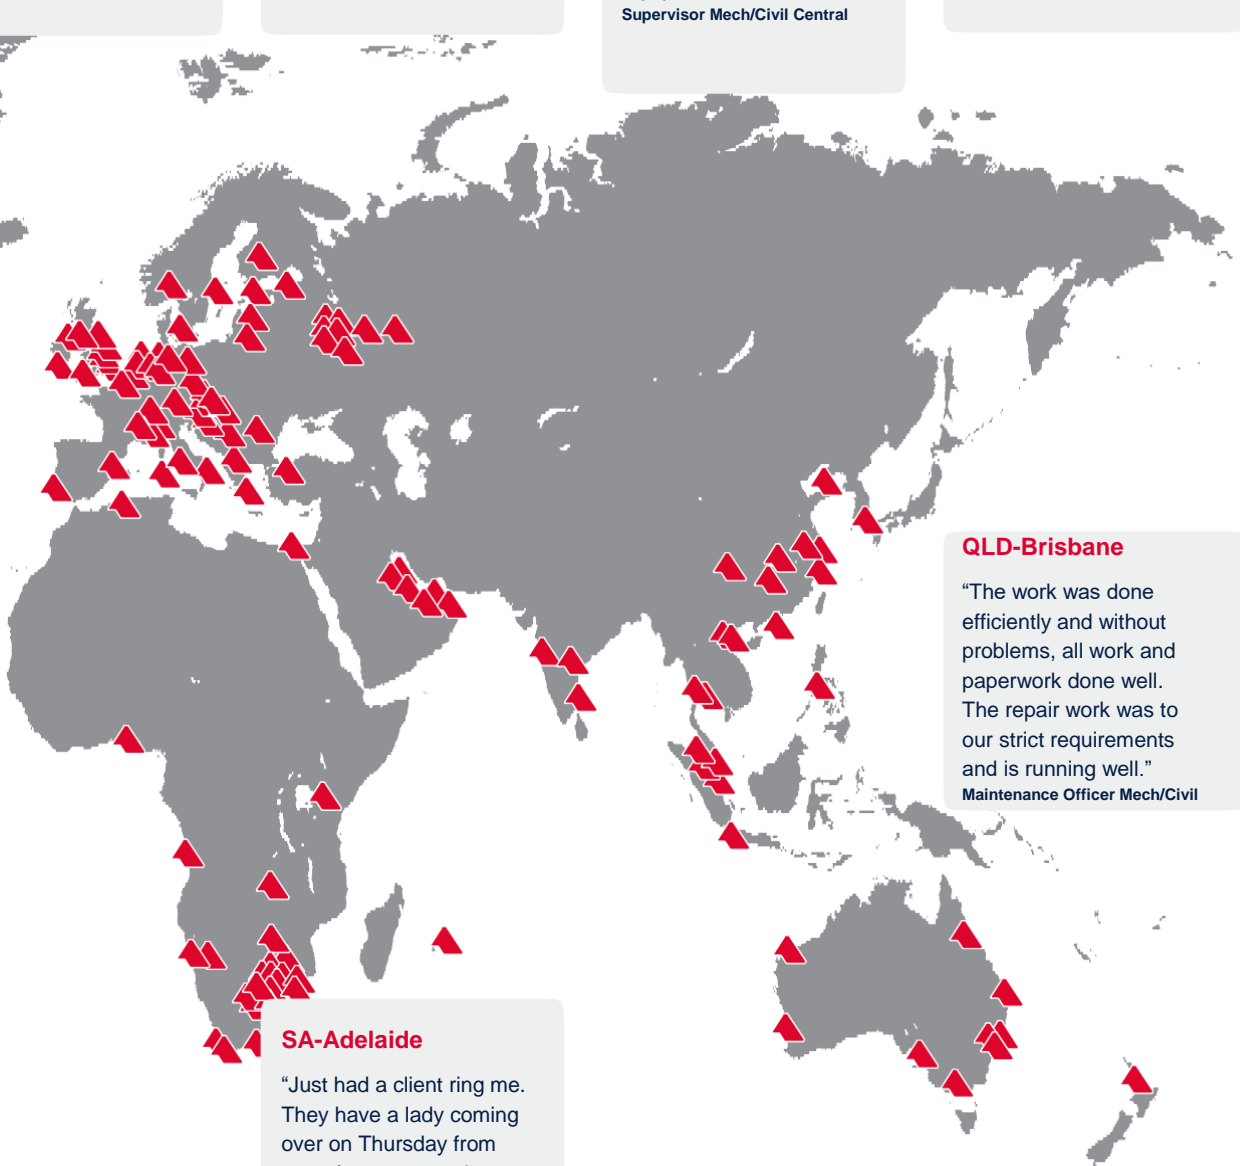 Supervisor Mech/Civil Central
QLD-Brisbane
“The work was done
efficiently and without
problems, all work and
paperwork done well.
The repair work was to
our strict requirements
and is running well.”
Maintenance Officer Mech/Civil
SA-Adelaide
“Just had a client ring me.
They have a lady coming
over on Thursday from